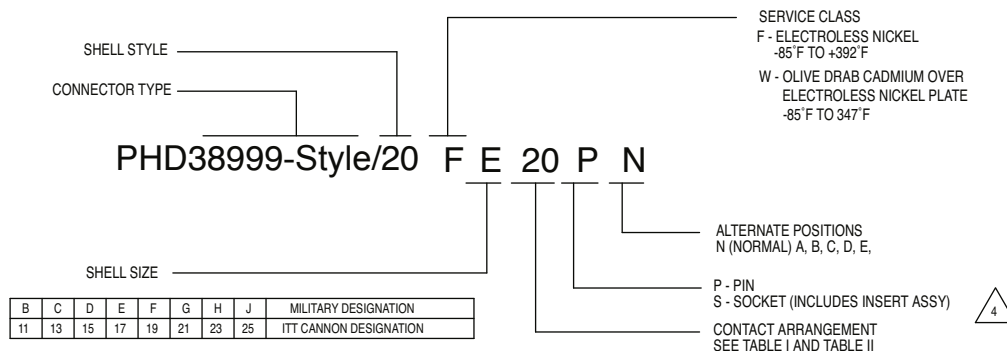 SERVICE CLASS
F - ELECTROLESS NICKEL
-85˚F TO +392˚F
W - OLIVE DRAB CADMIUM OVER
ELECTROLESS NICKEL PLATE
-85˚F TO 347˚F
SHELL STYLE
CONNECTOR TYPE
PHD38999-Style/20 F E 20 P N
ALTERNATE POSITIONS
N (NORMAL) A, B, C, D, E,
SHELL SIZE
P - PIN
S - SOCKET (INCLUDES INSERT ASSY)
4
B C D E F G H J MILITARY DESIGNATION
11 13 15 17 19 21 23 25 ITT CANNON DESIGNATION
CONTACT ARRANGEMENT
SEE TABLE I AND TABLE II